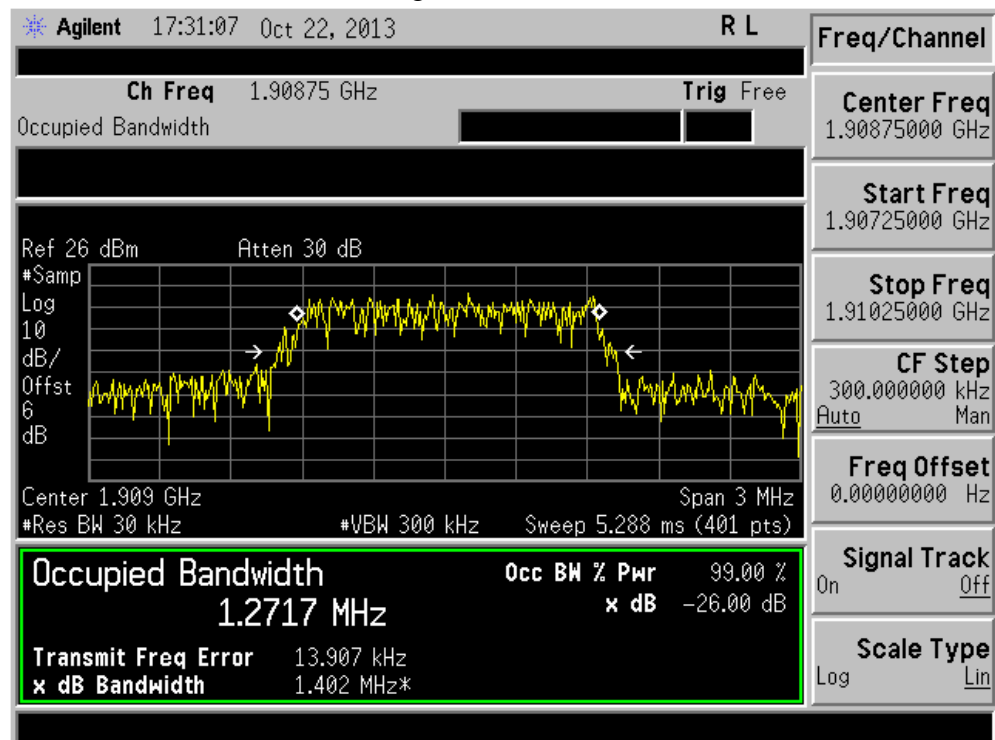 Agilent 17:31:07 Oct 22, 2013 R L
Ch Freq 1.90875 GHz Trig Free
Occupied Bandwidth
Ref 26 dBm Atten 30 dB
#Samp
Log
10
dB/
Offst
6
dB
Center 1.909 GHz Span 3 MHz
#Res BW 30 kHz #VBW 300 kHz Sweep 5.288 ms (401 pts)
Occupied Bandwidth Occ BW % Pwr 99.00 %
1.2717 MHz x dB -26.00 dB
Transmit Freq Error 13.907 kHz
x dB Bandwidth 1.402 MHz*
Freq/Channel
Center Freq
1.90875000 GHz
Start Freq
1.90725000 GHz
Stop Freq
1.91025000 GHz
CF Step
300.000000 kHz
Auto Man
Freq Offset
0.00000000 Hz
Signal Track
On Off
Scale Type
Log Lin